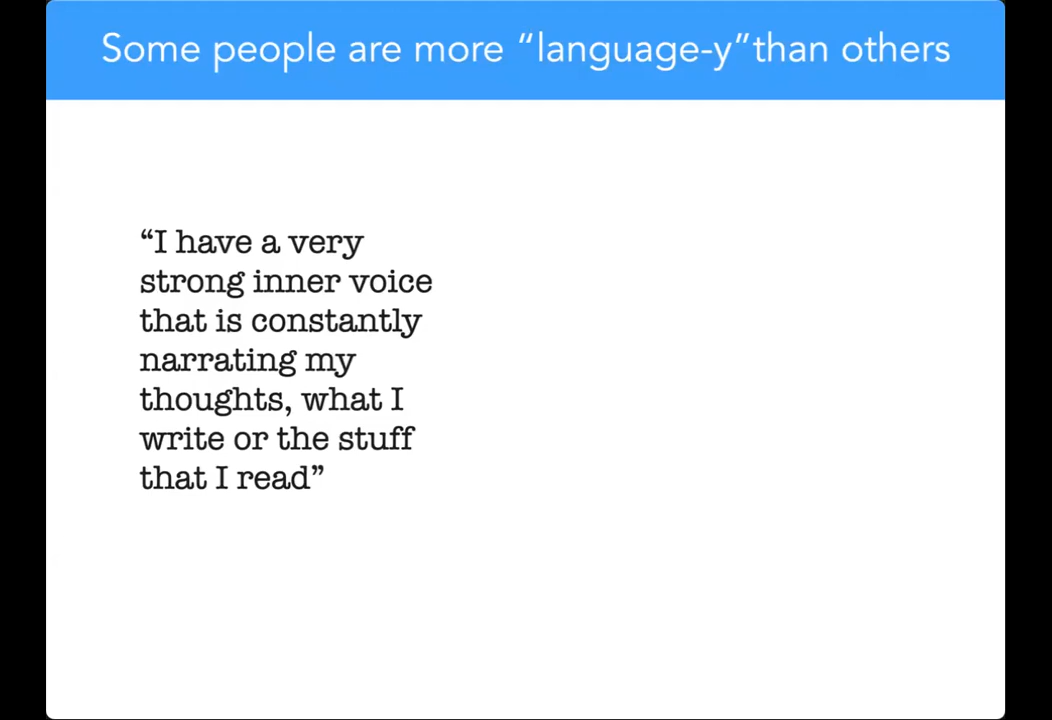 Some people are more “language-y”than others
“I have a very
strong inner voice
that is constantly
narrating my
thoughts, what I
write or the stuff
that I read”